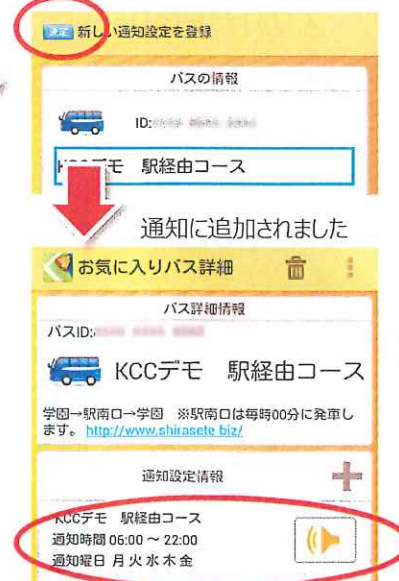 決定 新しい通知設定を登録
バスの情報
ID:
KCCデモ 駅経由コース
通知に追加されました
お気に入りバス詳細
バス詳細情報
バスID:
KCCデモ 駅経由コース
学園→駅南口→学園 ※駅南口は毎時00分に発車し
ます。 http://www.shirasete.biz/
通知設定情報
KCCデモ 駅経由コース
通知時間 06:00 ~ 22:00
通知曜日 月 火 水 木 金